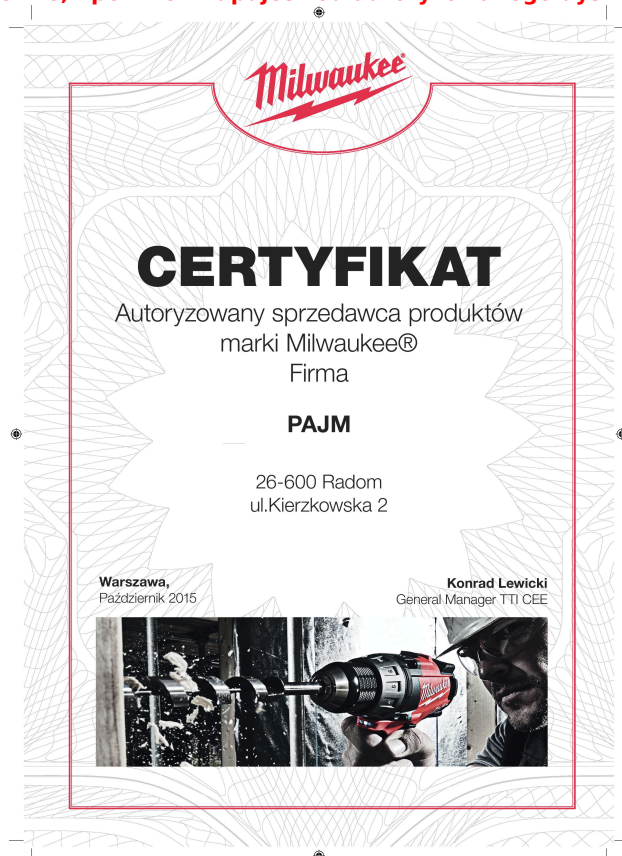 Milwaukee®
CERTYFIKAT
Autoryzowany sprzedawca produktów
marki Milwaukee®
Firma
PAJM
26-600 Radom
ul.Kierzkowska 2
Warszawa,
Październik 2015
Konrad Lewicki
General Manager TTI CEE
Milwaukee